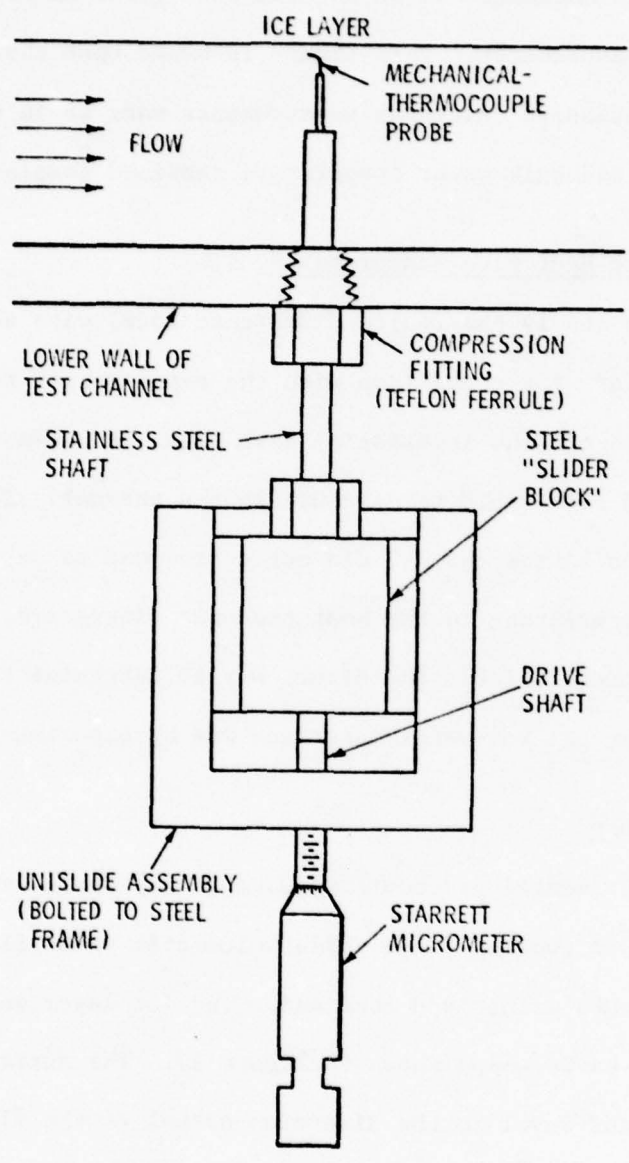 ICE LAYER
MECHANICAL-
THERMOCOUPLE
PROBE
FLOW
LOWER WALL OF
TEST CHANNEL
COMPRESSION
FITTING
(TEFLON FERRULE)
STAINLESS STEEL
SHAFT
STEEL
"SLIDER
BLOCK"
DRIVE
SHAFT
UNISLIDE ASSEMBLY
(BOLTED TO STEEL
FRAME)
STARRETT
MICROMETER